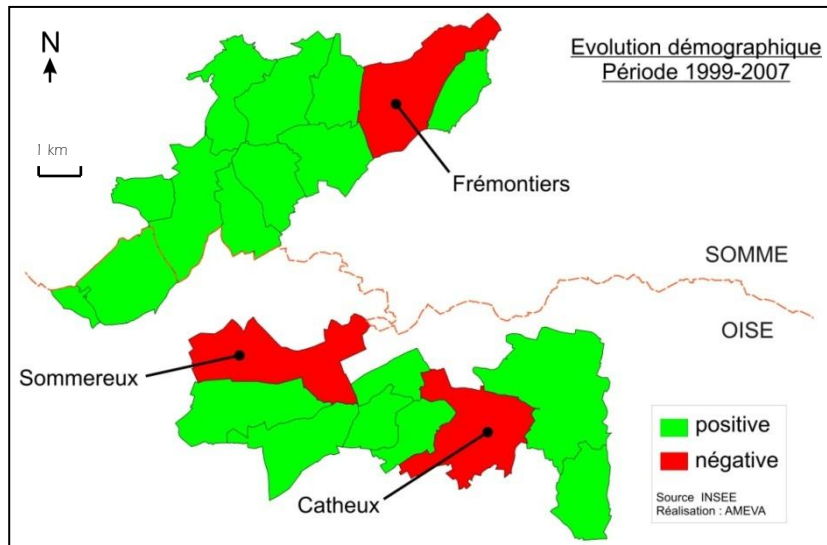 N
Evolution démographique
Période 1999-2007
1 km
Frémontiers
SOMME
OISE
Sommereux
Catheux
positive
négative
Source INSEE
Réalisation : AMEVA